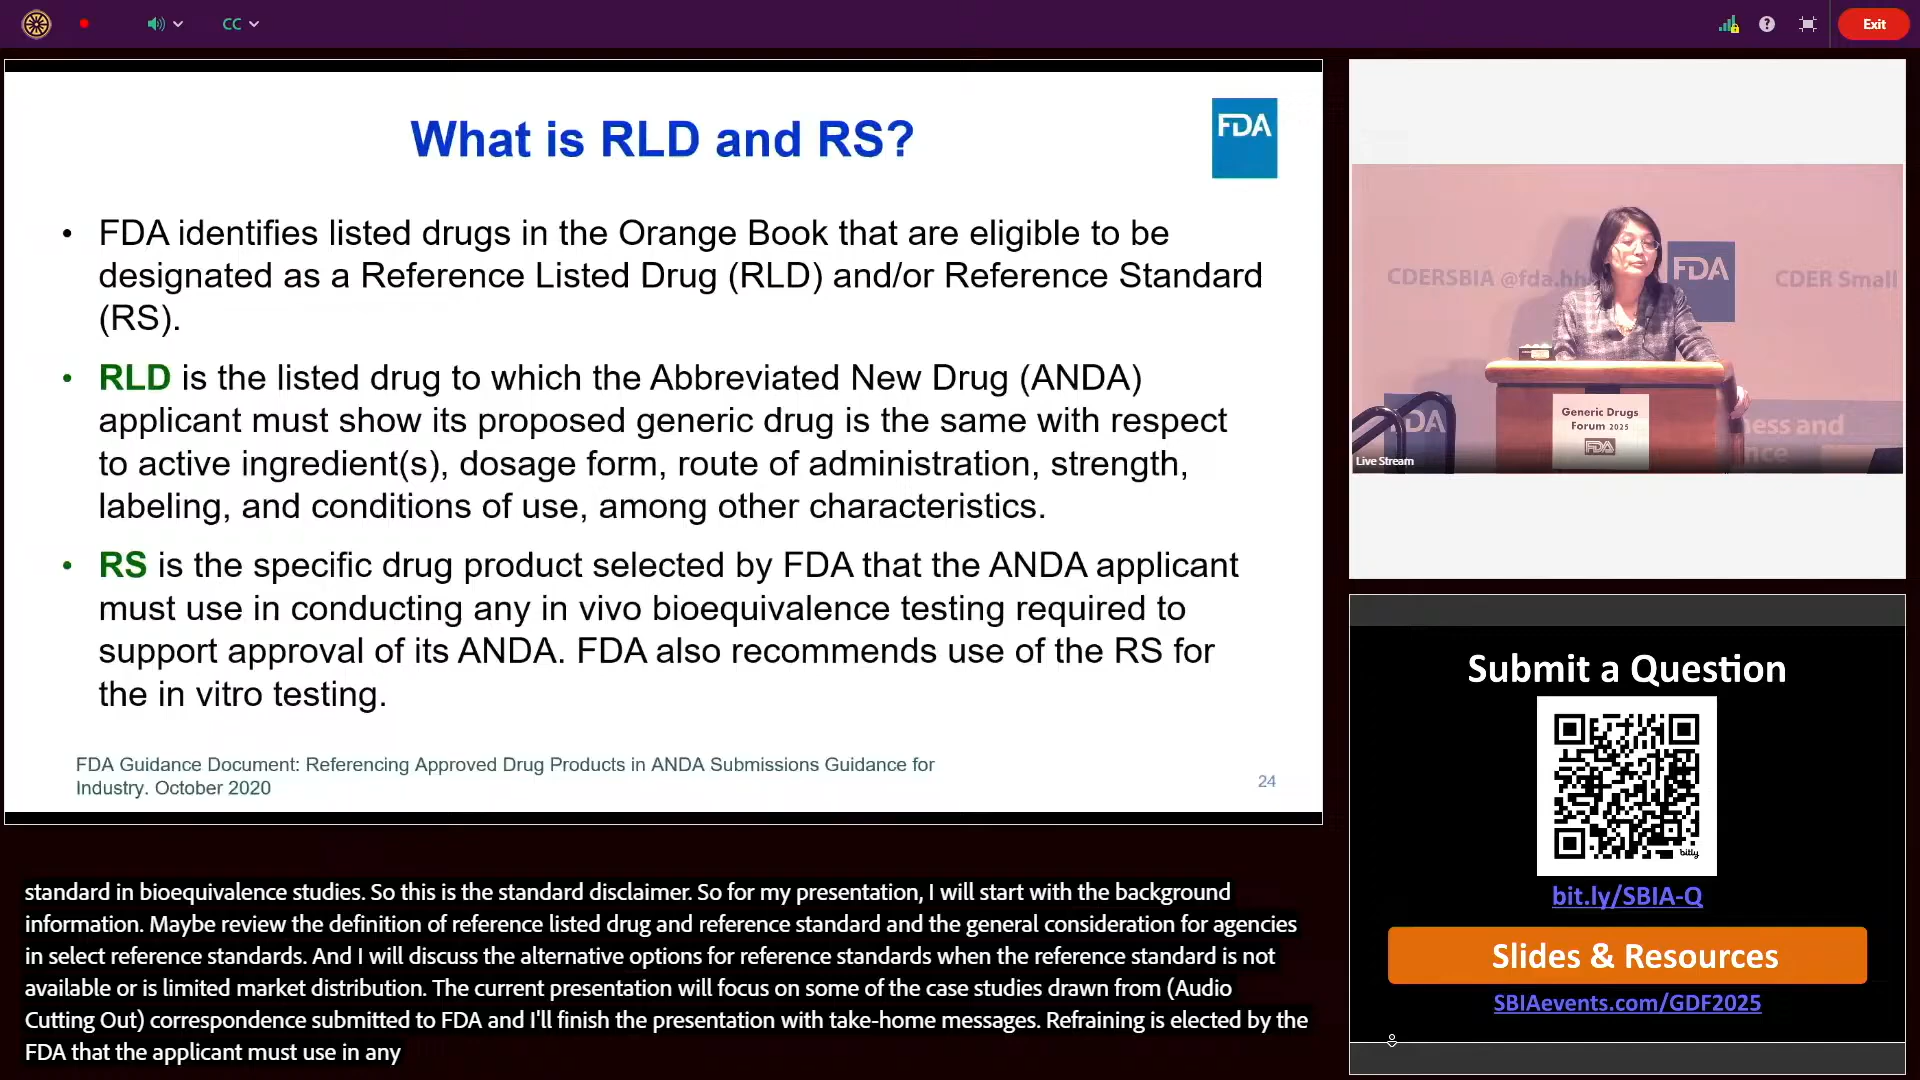 CC
Exit
What is RLD and RS?
FDA
• FDA identifies listed drugs in the Orange Book that are eligible to be
designated as a Reference Listed Drug (RLD) and/or Reference Standard
(RS).
• RLD is the listed drug to which the Abbreviated New Drug (ANDA)
applicant must show its proposed generic drug is the same with respect
to active ingredient(s), dosage form, route of administration, strength,
labeling, and conditions of use, among other characteristics.
• RS is the specific drug product selected by FDA that the ANDA applicant
must use in conducting any in vivo bioequivalence testing required to
support approval of its ANDA. FDA also recommends use of the RS for
the in vitro testing.
FDA Guidance Document: Referencing Approved Drug Products in ANDA Submissions Guidance for
Industry. October 2020
24
CDERSBIA @fda.hh
FDA
CDER Small
FDA
Generic Drugs
Forum 2025
FDA
ness and
nce
Live Stream
Submit a Question
bitly
bit.ly/SBIA-Q
Slides & Resources
SBIAevents.com/GDF2025
standard in bioequivalence studies. So this is the standard disclaimer. So for my presentation, I will start with the background
information. Maybe review the definition of reference listed drug and reference standard and the general consideration for agencies
in select reference standards. And I will discuss the alternative options for reference standards when the reference standard is not
available or is limited market distribution. The current presentation will focus on some of the case studies drawn from (Audio
Cutting Out) correspondence submitted to FDA and I'll finish the presentation with take-home messages. Refraining is elected by the
FDA that the applicant must use in any